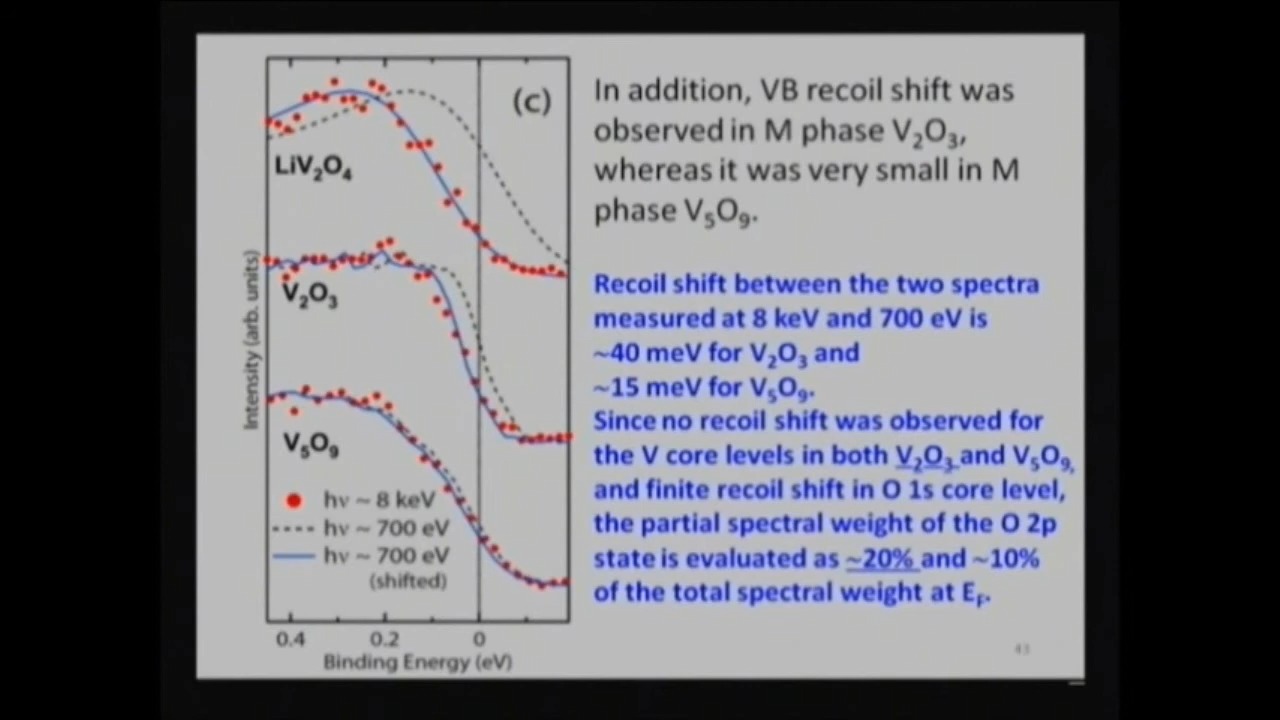 (c)
LiV₂O₄
V₂O₃
V₅O₉
hν ~ 8 keV
hν ~ 700 eV
hν ~ 700 eV
(shifted)
Intensity (arb. units)
0.4 0.2 0
Binding Energy (eV)
In addition, VB recoil shift was
observed in M phase V₂O₃,
whereas it was very small in M
phase V₅O₉.
Recoil shift between the two spectra
measured at 8 keV and 700 eV is
~40 meV for V₂O₃ and
~15 meV for V₅O₉.
Since no recoil shift was observed for
the V core levels in both V₂O₃ and V₅O₉,
and finite recoil shift in O 1s core level,
the partial spectral weight of the O 2p
state is evaluated as ~20% and ~10%
of the total spectral weight at E_F.
43